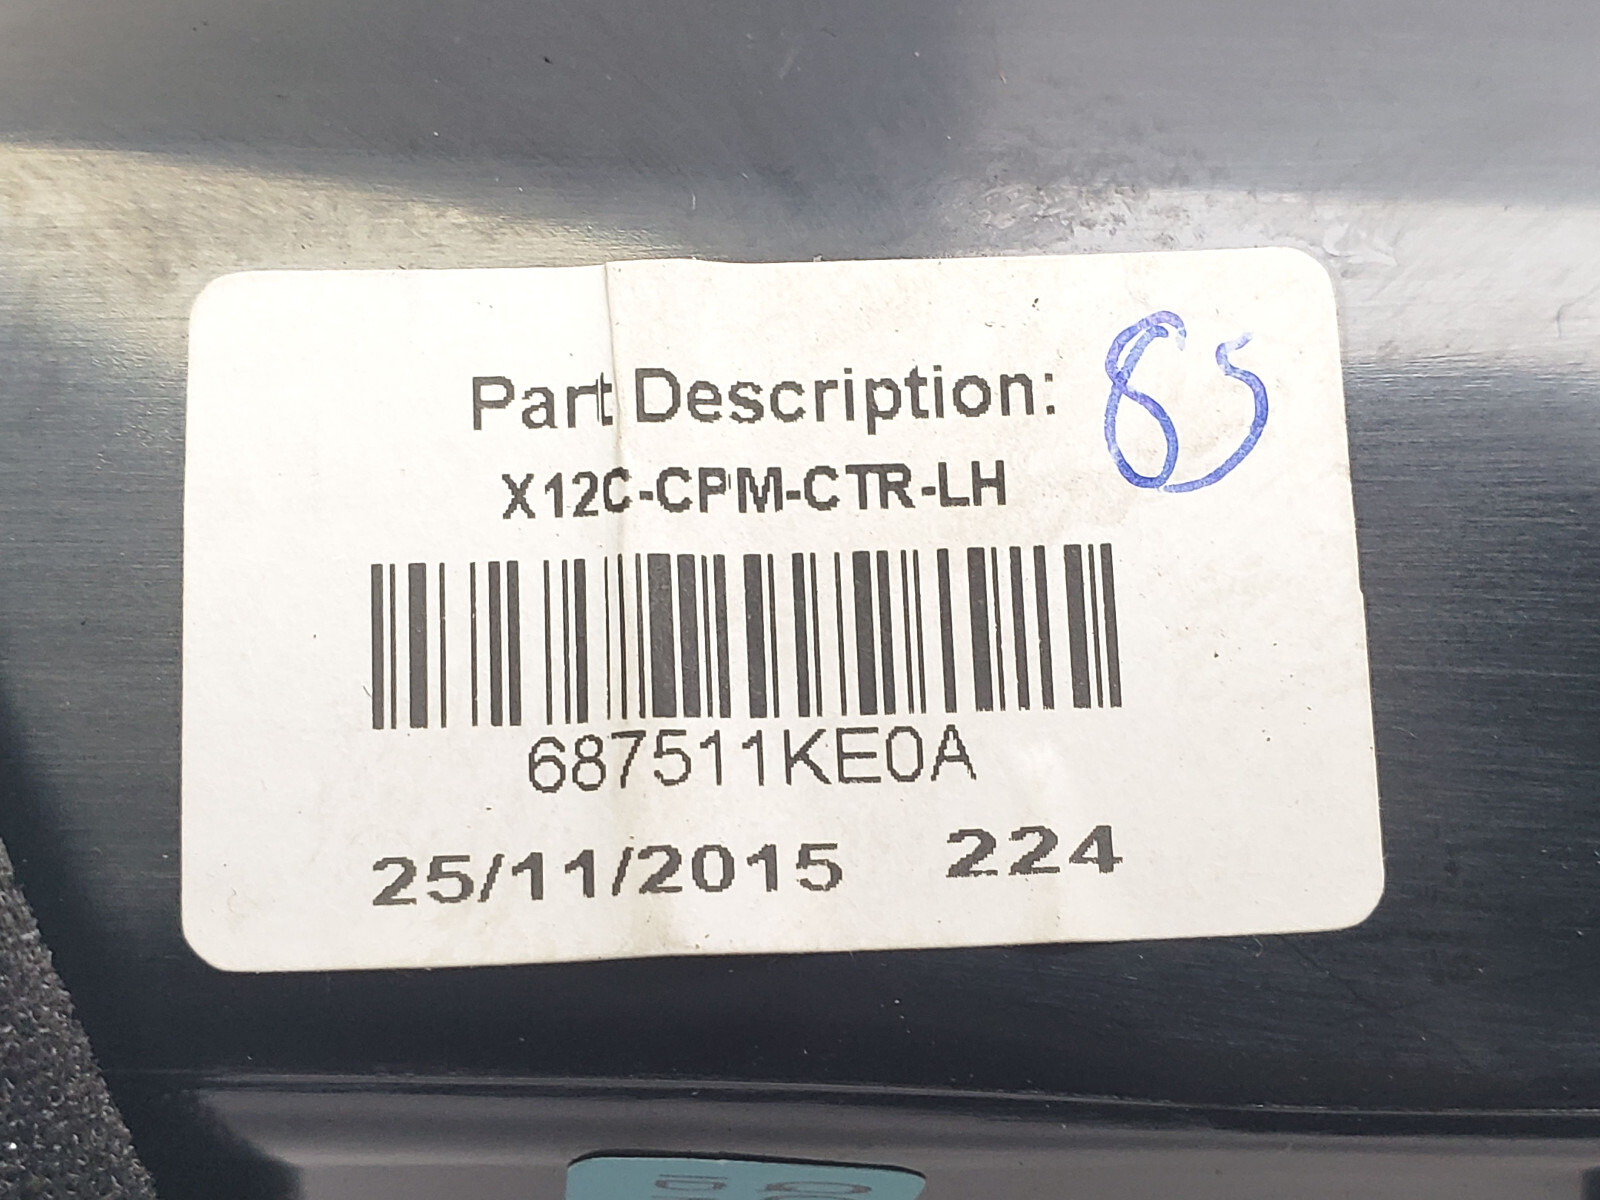 Part Description:
85
X12C-CPM-CTR-LH
687511KE0A
25/11/2015 224